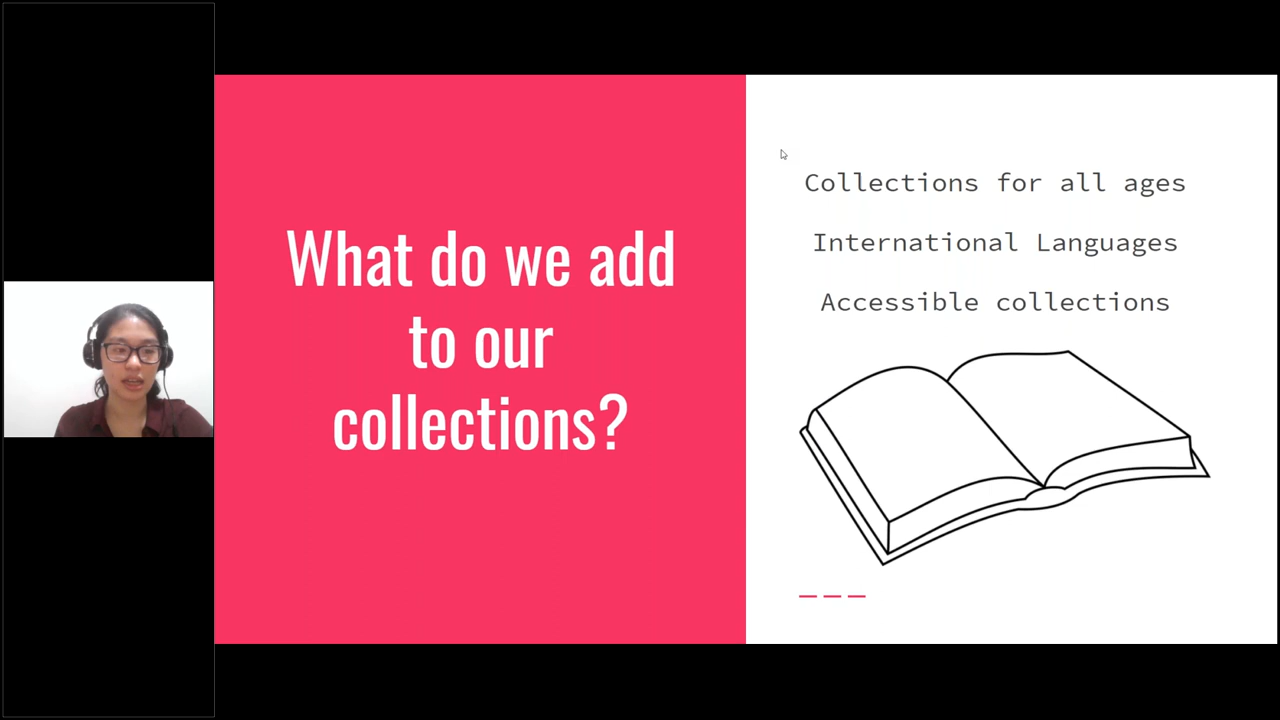 What do we add
to our
collections?
Collections for all ages
International Languages
Accessible collections